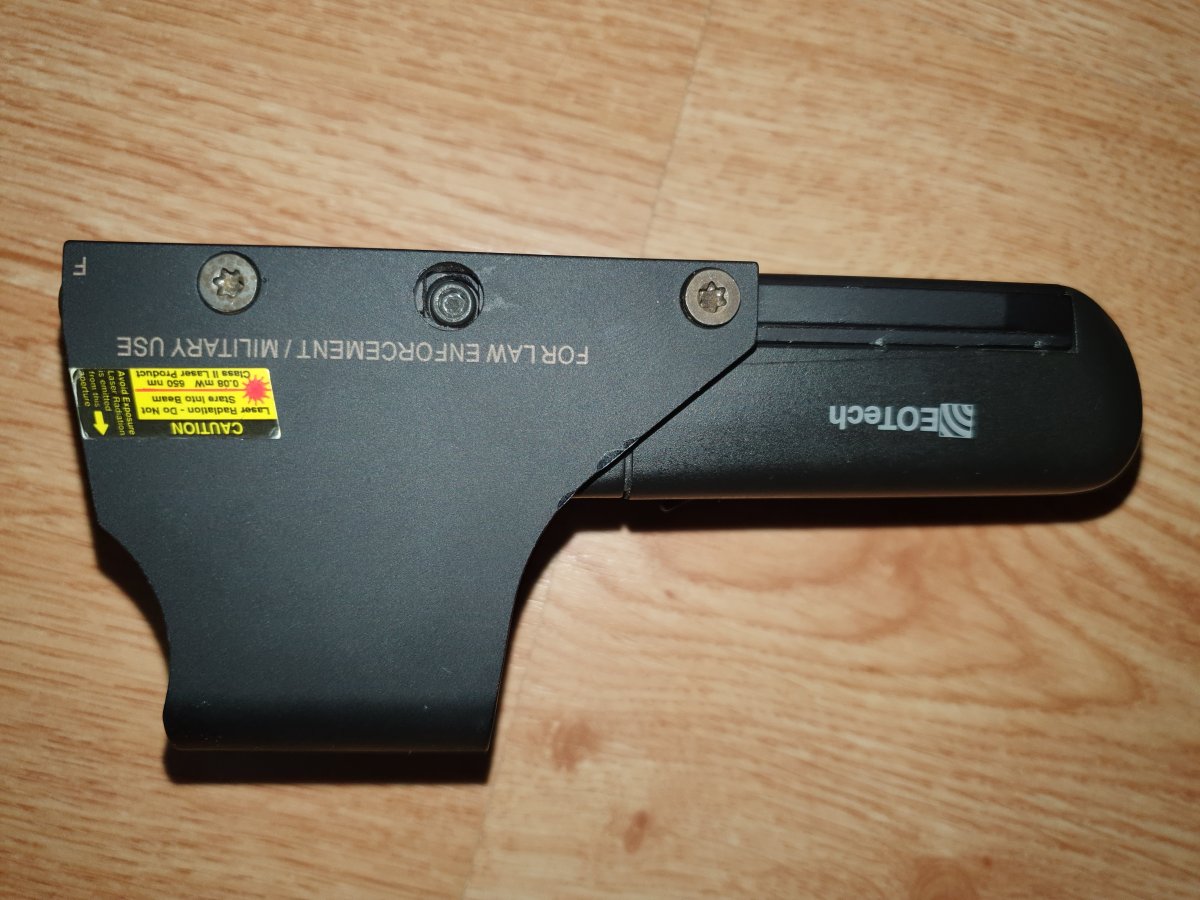 EOTech
FOR LAW ENFORCEMENT / MILITARY USE
F
CAUTION
Laser Radiation - Do Not
Stare Into Beam
0.08 mW 650 nm
Class II Laser Product
Avoid Exposure
Laser Radiation
is emitted
from this
aperture